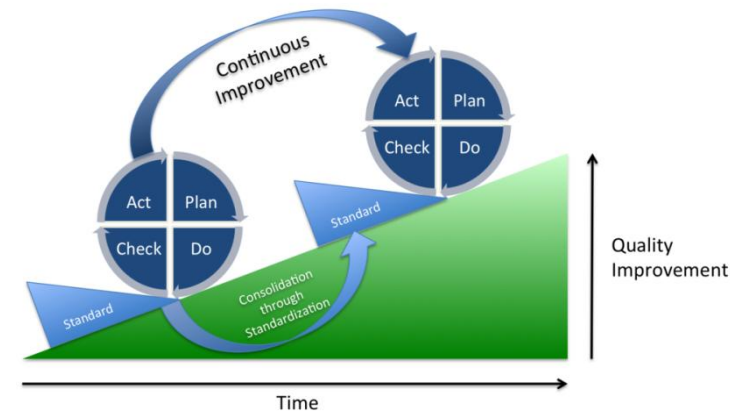 Continuous
Improvement
Act
Plan
Check
Do
Act
Plan
Check
Do
Standard
Standard
Consolidation
through
Standardization
Quality
Improvement
Time